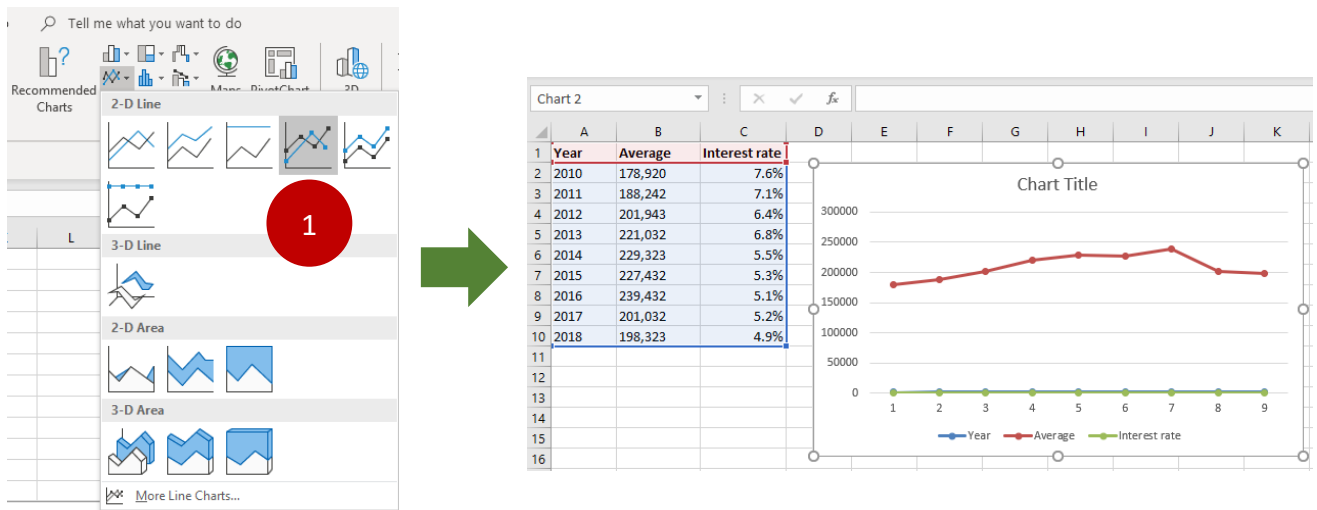 Tell me what you want to do
Recommended
Charts
Maps PivotChart 3D
2-D Line
1
L
3-D Line
2-D Area
3-D Area
More Line Charts...
Chart 2 fx
A B C D E F G H I J K
1 Year Average Interest rate
2 2010 178,920 7.6%
3 2011 188,242 7.1%
4 2012 201,943 6.4%
5 2013 221,032 6.8%
6 2014 229,323 5.5%
7 2015 227,432 5.3%
8 2016 239,432 5.1%
9 2017 201,032 5.2%
10 2018 198,323 4.9%
11
12
13
14
15
16
Chart Title
300000
250000
200000
150000
100000
50000
0
1 2 3 4 5 6 7 8 9
Year Average Interest rate